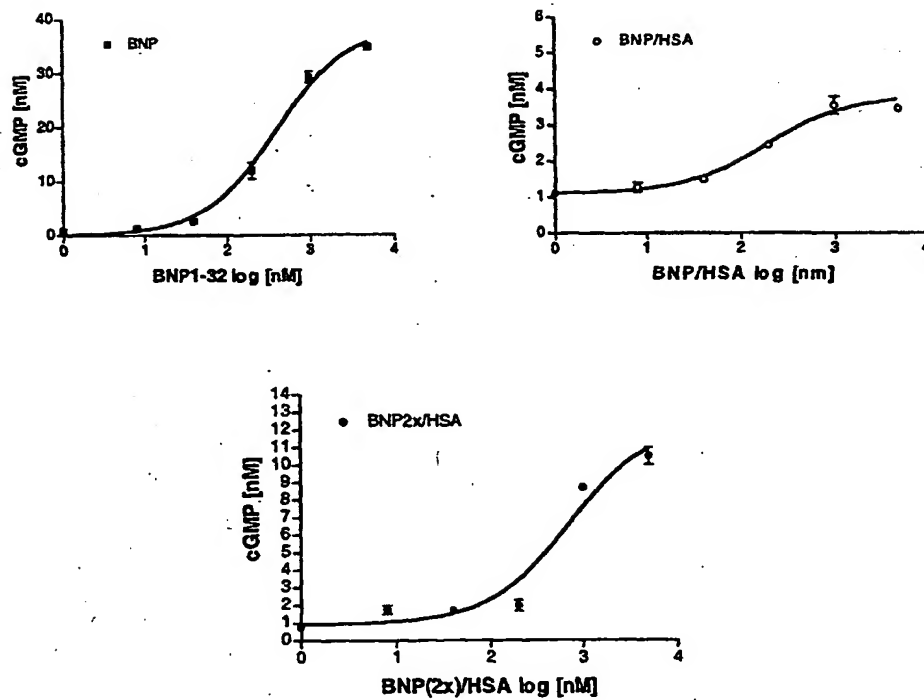 40
30
20
10
0
cGMP [nM]
BNP
0 1 2 3 4
BNP1-32 log [nM]
6
5
4
3
2
1
0
cGMP [nM]
BNP/HSA
0 1 2 3 4
BNP/HSA log [nm]
14
13
12
11
10
9
8
7
6
5
4
3
2
1
0
cGMP [nM]
BNP2x/HSA
0 1 2 3 4
BNP(2x)/HSA log [nM]